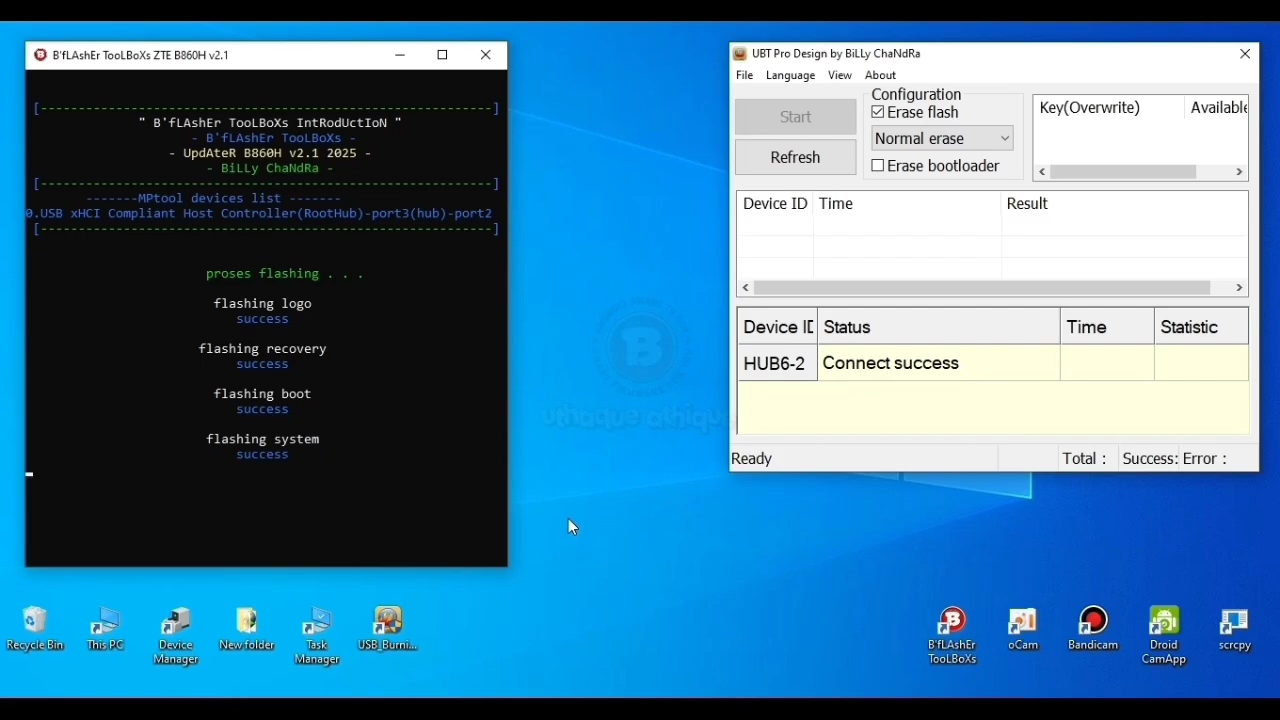 B'fLAshEr TooLBoXs ZTE B860H v2.1
[-------------------------------------------------------------]
" B'fLAshEr TooLBoXs IntRodUctIoN "
- B'fLAshEr TooLBoXs -
- UpdAteR B860H v2.1 2025 -
- BiLLy ChaNdRa -
[-------------------------------------------------------------]
-------MPtool devices list -------
0.USB xHCI Compliant Host Controller(RootHub)-port3(hub)-port2
[-------------------------------------------------------------]
proses flashing . . .
flashing logo
success
flashing recovery
success
flashing boot
success
flashing system
success
UBT Pro Design by BiLLy ChaNdRa
File Language View About
Start
Refresh
Configuration
Erase flash
Normal erase
Erase bootloader
Key(Overwrite) Available
Device ID Time Result
Device ID Status Time Statistic
HUB6-2 Connect success
Ready Total : Success: Error :
B
uthaque athique
Recycle Bin
This PC
Device
Manager
New folder
Task
Manager
USB_Burni...
B'fLAshEr
TooLBoXs
oCam
Bandicam
Droid
CamApp
scrcpy